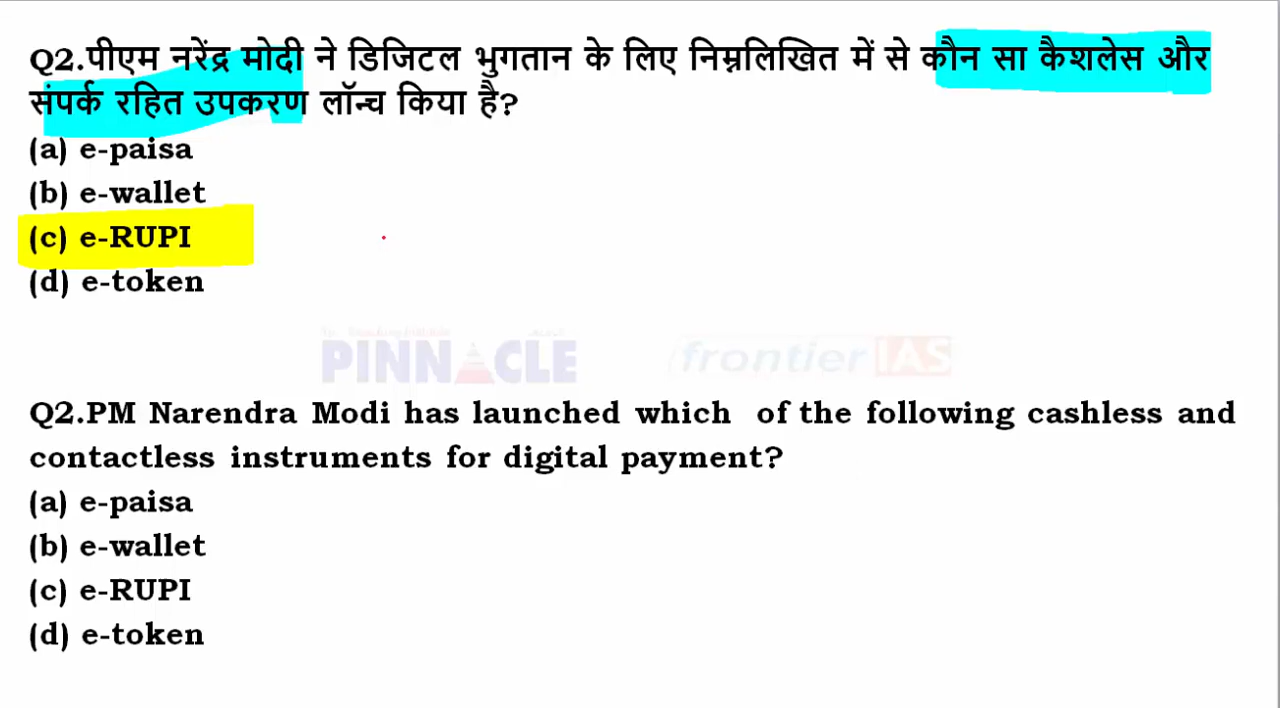 Q2.पीएम नरेंद्र मोदी ने डिजिटल भुगतान के लिए निम्नलिखित में से कौन सा कैशलेस और
संपर्क रहित उपकरण लॉन्च किया है?
(a) e-paisa
(b) e-wallet
(c) e-RUPI
(d) e-token
PINNACLE frontier IAS
Q2.PM Narendra Modi has launched which of the following cashless and
contactless instruments for digital payment?
(a) e-paisa
(b) e-wallet
(c) e-RUPI
(d) e-token